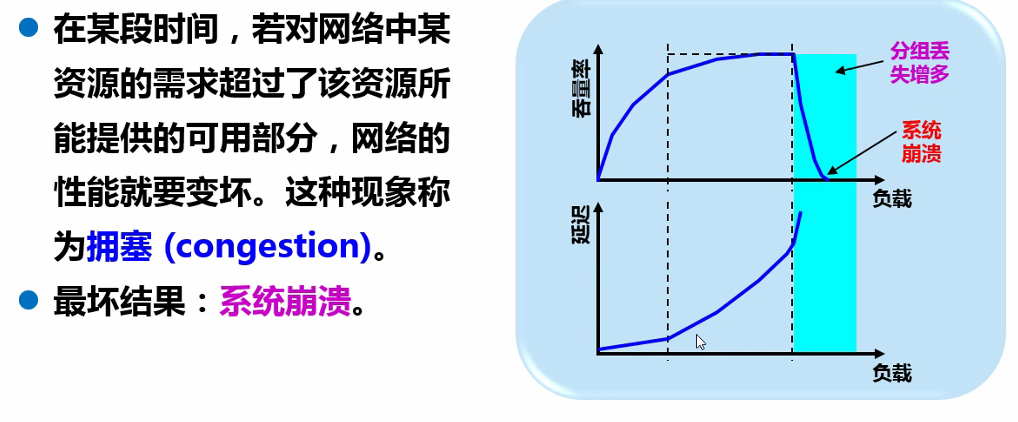 在某段时间，若对网络中某
资源的需求超过了该资源所
能提供的可用部分，网络的
性能就要变坏。这种现象称
为拥塞 (congestion)。
最坏结果：系统崩溃。
吞量率
分组丢
失增多
系统
崩溃
负载
延迟
负载